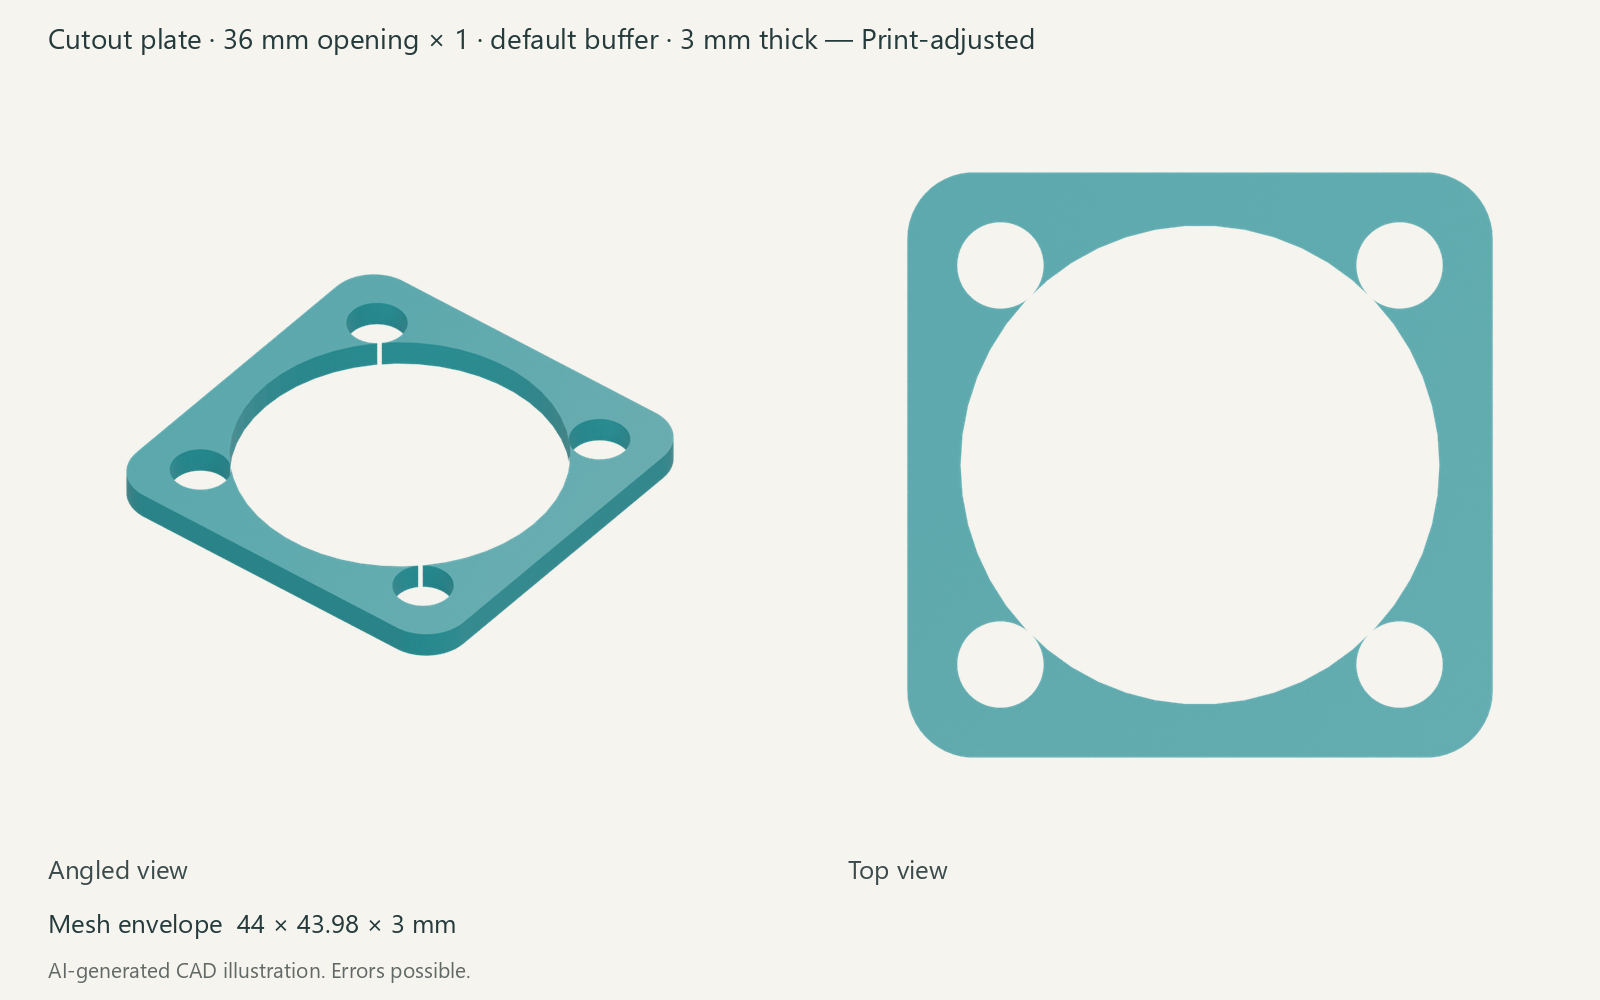 Cutout plate · 36 mm opening × 1 · default buffer · 3 mm thick — Print-adjusted
Angled view
Top view
Mesh envelope 44 × 43.98 × 3 mm
AI-generated CAD illustration. Errors possible.